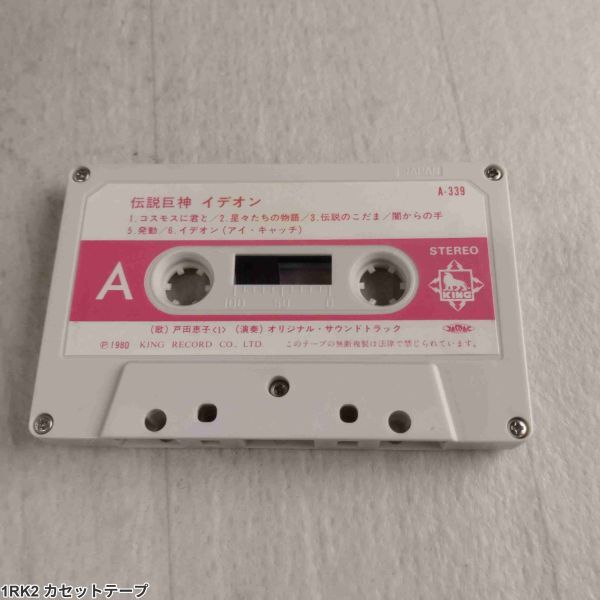 JAPAN
A-339
伝説巨神 イデオン
1.コスモスに君と/2.星々たちの物語/3.伝説のこだま/闇からの手
5.発動/6.イデオン(アイ・キャッチ)
STEREO
A
KING
100 50 0
(歌)戸田恵子〈1〉 (演奏)オリジナル・サウンドトラック
Ⓟ1980 KING RECORD CO., LTD. このテープの無断複製は法律で禁じられています。
1RK2 カセットテープ